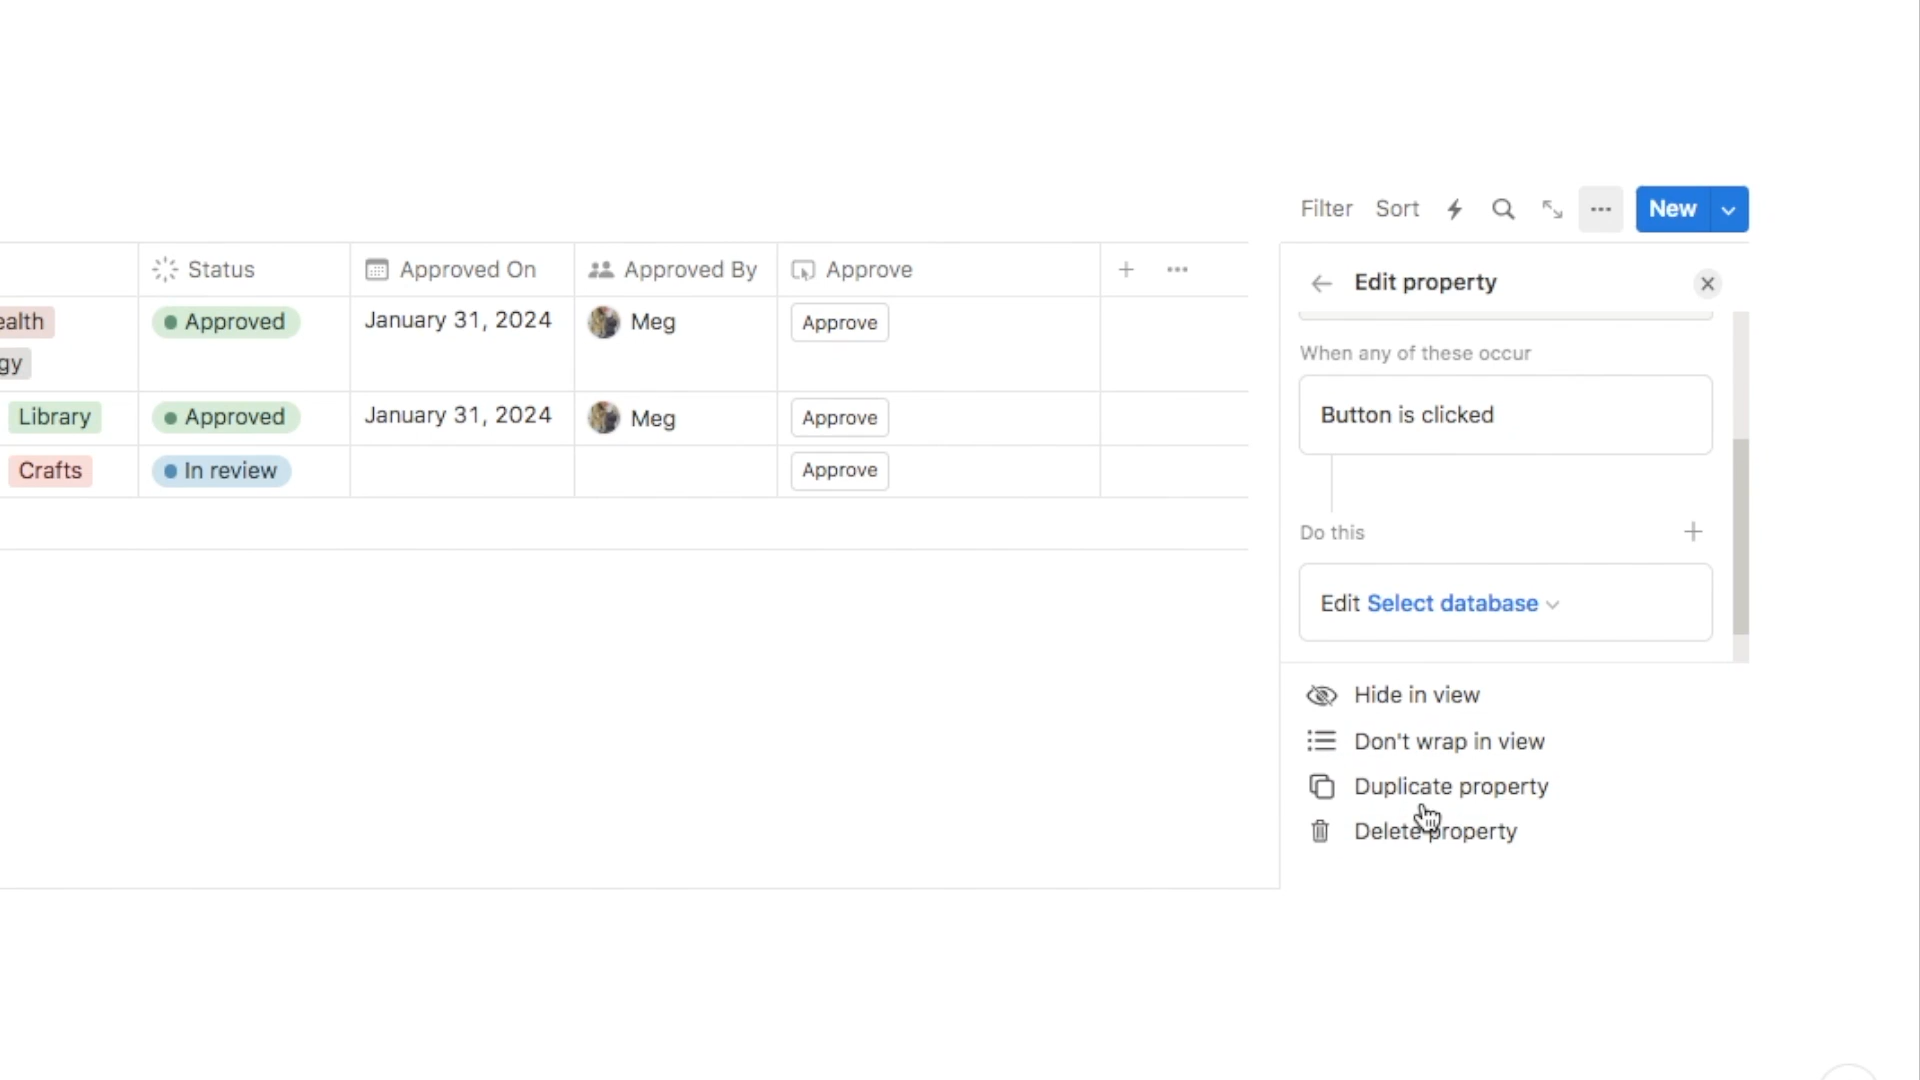 Filter Sort New
Status Approved On Approved By Approve
ealth Approved January 31, 2024 Meg Approve
gy
Library Approved January 31, 2024 Meg Approve
Crafts In review Approve
Edit property
When any of these occur
Button is clicked
Do this
Edit Select database
Hide in view
Don't wrap in view
Duplicate property
Delete property